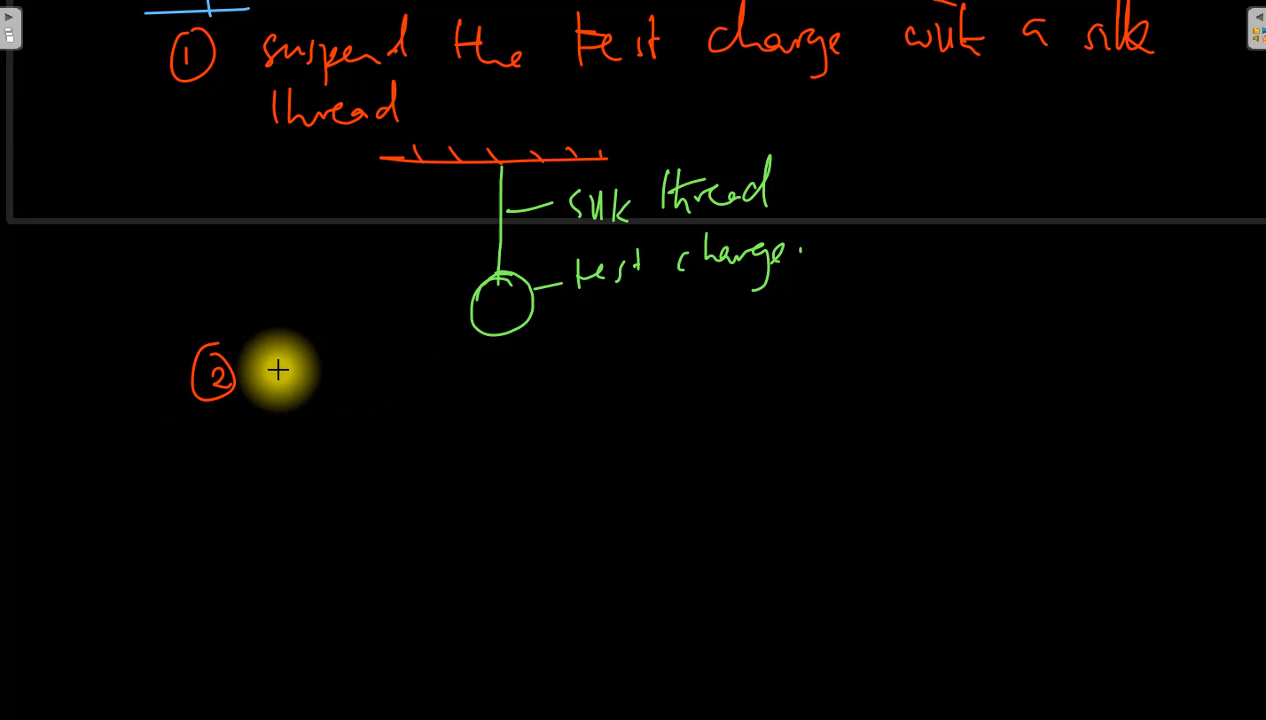 ① suspend the test charge with a silk
thread
silk thread
test charge.
②